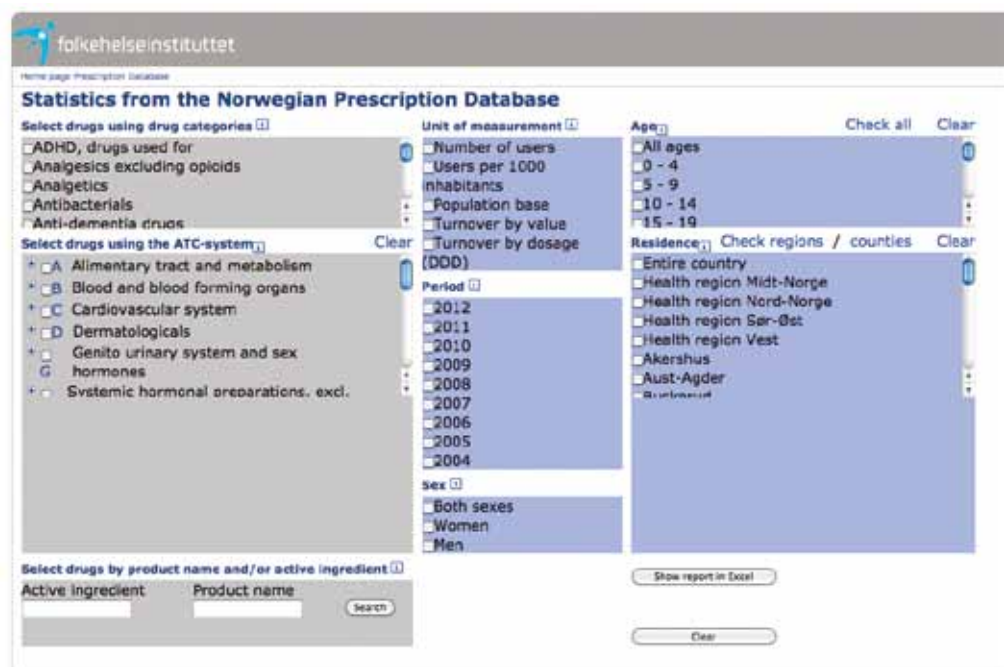 folkehelseinstituttet
Home page Prescription Database
Statistics from the Norwegian Prescription Database
Select drugs using drug categories
ADHD, drugs used for
Analgesics excluding opioids
Analgetics
Antibacterials
Anti-dementia drugs
Select drugs using the ATC-system
Clear
A Alimentary tract and metabolism
B Blood and blood forming organs
C Cardiovascular system
D Dermatologicals
Genito urinary system and sex
G hormones
Systemic hormonal preparations, excl.
Select drugs by product name and/or active ingredient
Active ingredient Product name
Search
Unit of measurement
Number of users
Users per 1000
inhabitants
Population base
Turnover by value
Turnover by dosage
(DDD)
Period
2012
2011
2010
2009
2008
2007
2006
2005
2004
Sex
Both sexes
Women
Men
Age Check all Clear
All ages
0 - 4
5 - 9
10 - 14
15 - 19
Residence Check regions / counties Clear
Entire country
Health region Midt-Norge
Health region Nord-Norge
Health region Sør-Øst
Health region Vest
Akershus
Aust-Agder
Buskerud
Show report in Excel
Clear